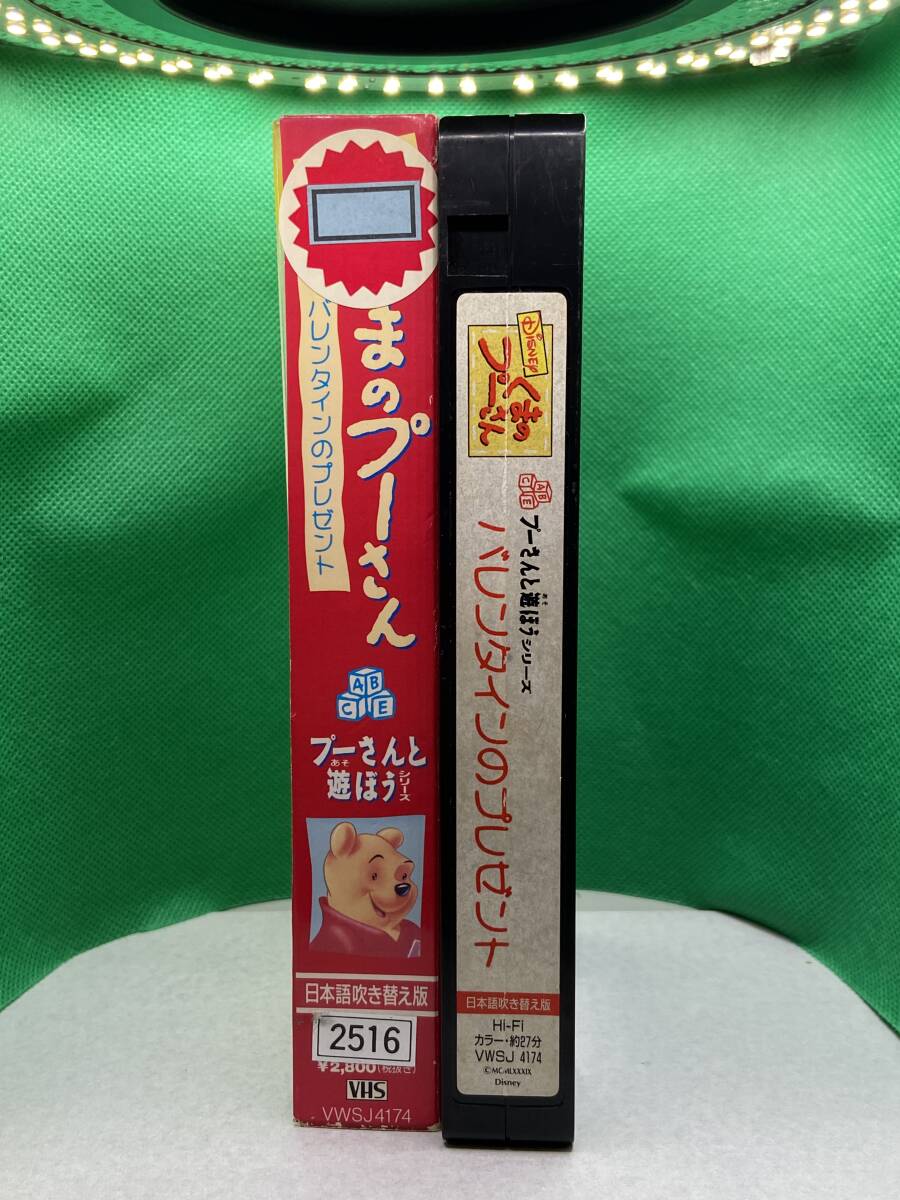 まのプーさん
バレンタインのプレゼント
A B
C E
プーさんと
あそ
遊ぼうシリーズ
日本語吹き替え版
2516
¥2,800(税抜き)
VHS
VWSJ4174
DISNEY
くまの
プーさん
A B
C E
プーさんと遊ぼうシリーズ
あそ
バレンタインのプレゼント
日本語吹き替え版
Hi-Fi
カラー・約27分
VWSJ 4174
Disney